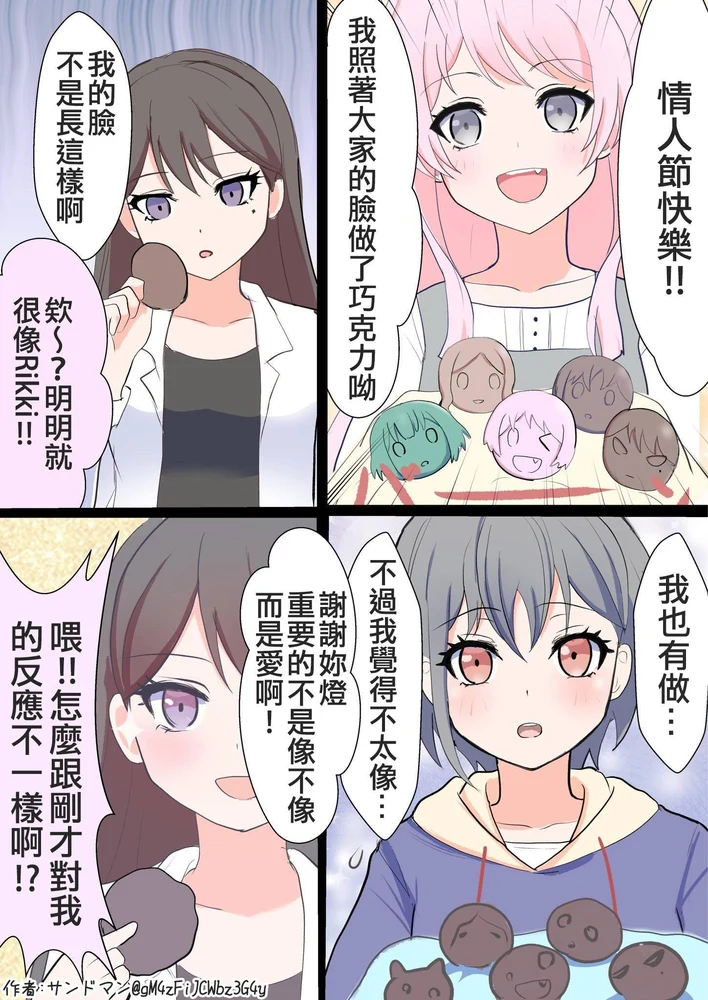 情人節快樂!!
我照著大家的臉做了巧克力呦
我的臉
不是長這樣啊
欸～？明明就
很像Rikki!!
我也有做…
不過我覺得不太像…
謝謝妳燈
重要的不是像不像
而是愛啊！
喂!!怎麼跟剛才對我
的反應不一樣啊!?
作者:サンドマン@gM4zFiJCWbz3G4y